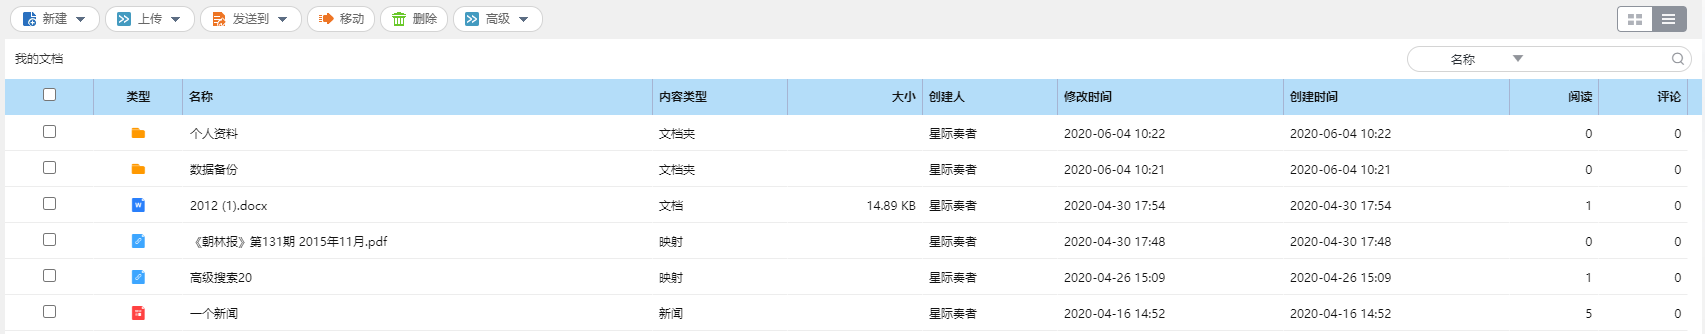 新建 上传 发送到 移动 删除 高级
我的文档 名称
类型 名称 内容类型 大小 创建人 修改时间 创建时间 阅读 评论
个人资料 文档夹 星际奏者 2020-06-04 10:22 2020-06-04 10:22 0 0
数据备份 文档夹 星际奏者 2020-06-04 10:21 2020-06-04 10:21 0 0
2012 (1).docx 文档 14.89 KB 星际奏者 2020-04-30 17:54 2020-04-30 17:54 1 0
《朝林报》第131期 2015年11月.pdf 映射 星际奏者 2020-04-30 17:48 2020-04-30 17:48 0 0
高级搜索20 映射 星际奏者 2020-04-26 15:09 2020-04-26 15:09 1 0
一个新闻 新闻 星际奏者 2020-04-16 14:52 2020-04-16 14:52 5 0